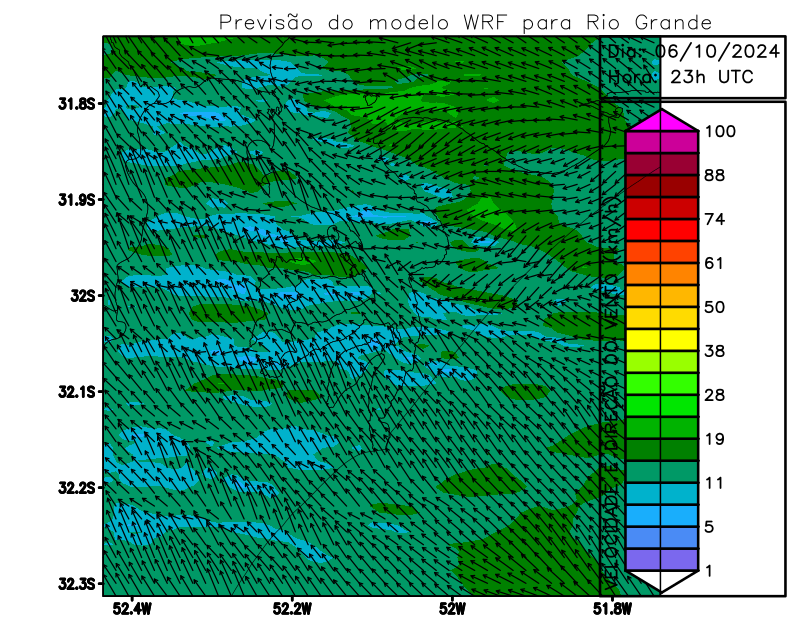 Previsão do modelo WRF para Rio Grande
Dia: 06/10/2024
Hora: 23h UTC
31.8S
31.9S
32S
32.1S
32.2S
32.3S
52.4W
52.2W
52W
51.8W
VELOCIDADE E DIREÇÃO DO VENTO (km/h)
100
88
74
61
50
38
28
19
11
5
1